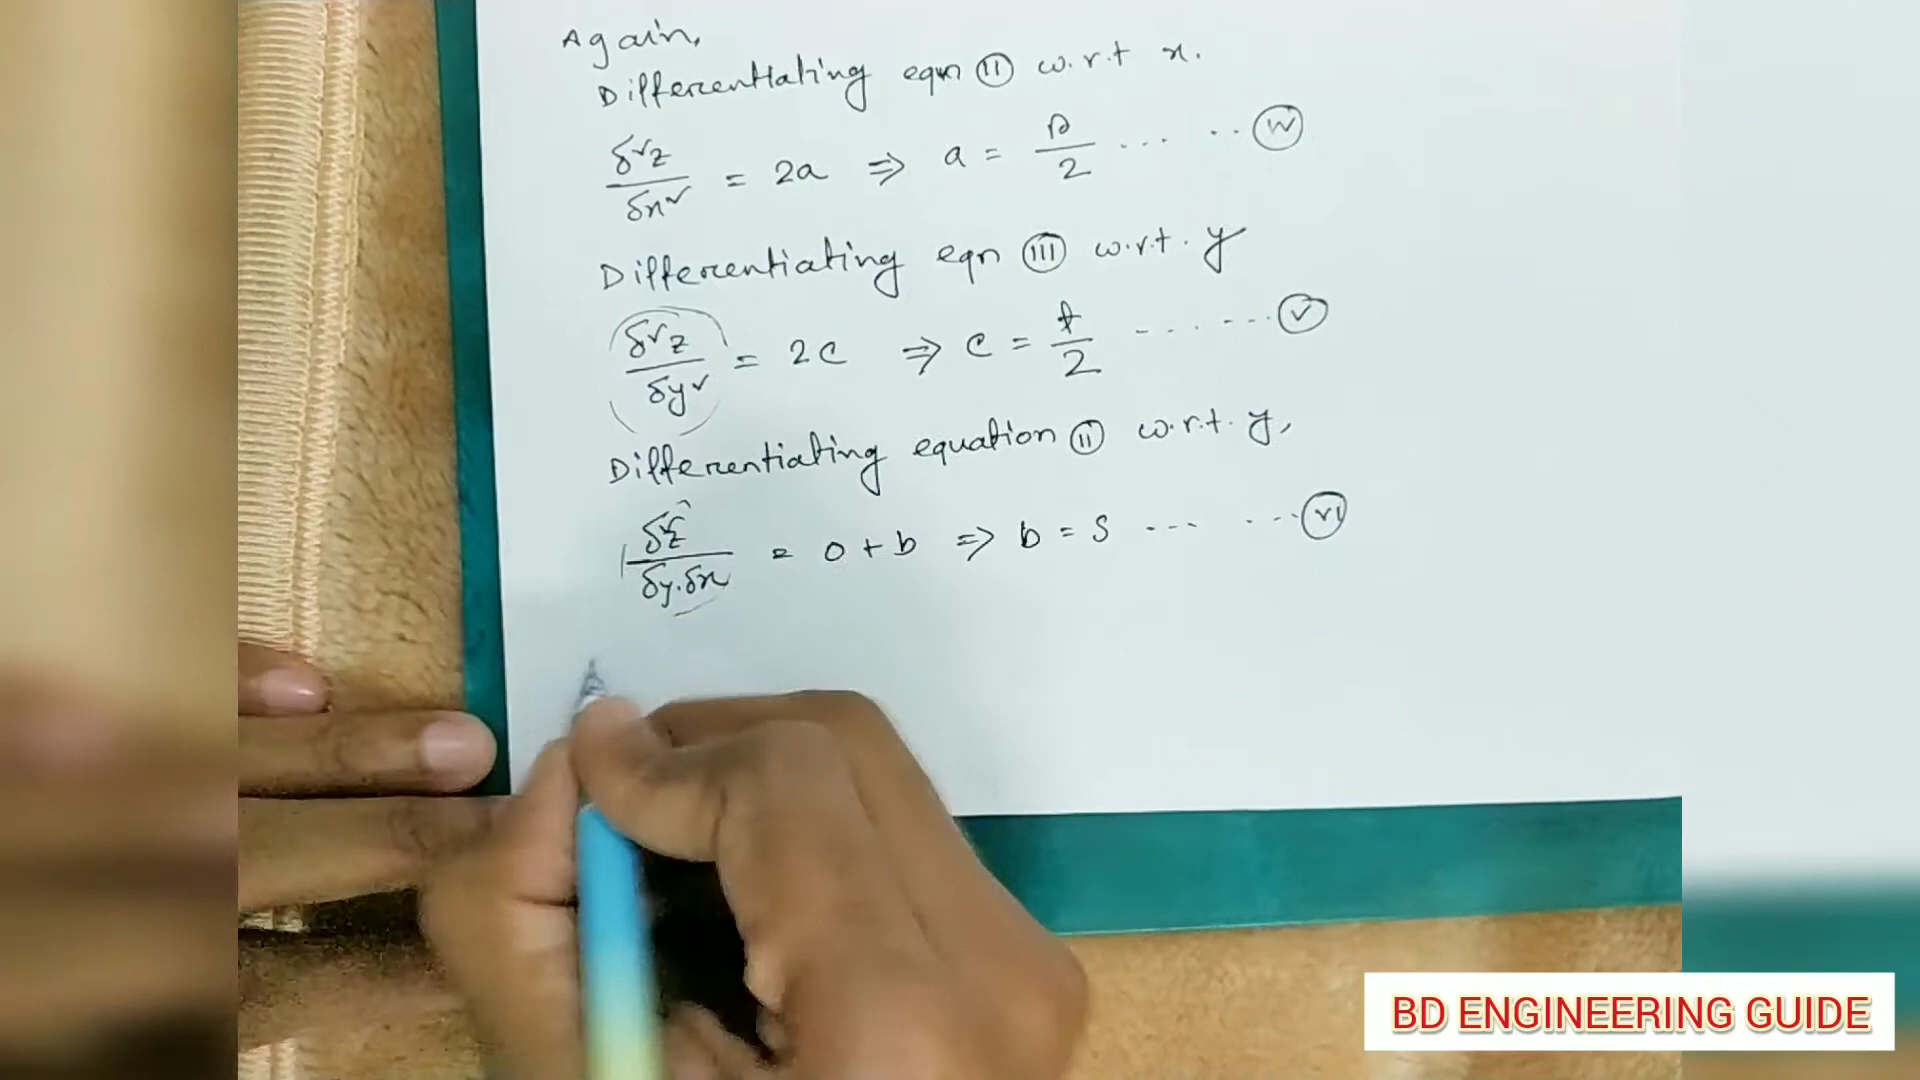 Again,
Differentiating eqn (II) w.r.t x.
δ²z/δx² = 2a ⇒ a = r/2 ... .. (IV)
Differentiating eqn (III) w.r.t. y
δ²z/δy² = 2c ⇒ c = t/2 ------ (V)
Differentiating equation (II) w.r.t. y,
δ²z/δy.δx = 0 + b ⇒ b = s --- --- (VI)
BD ENGINEERING GUIDE